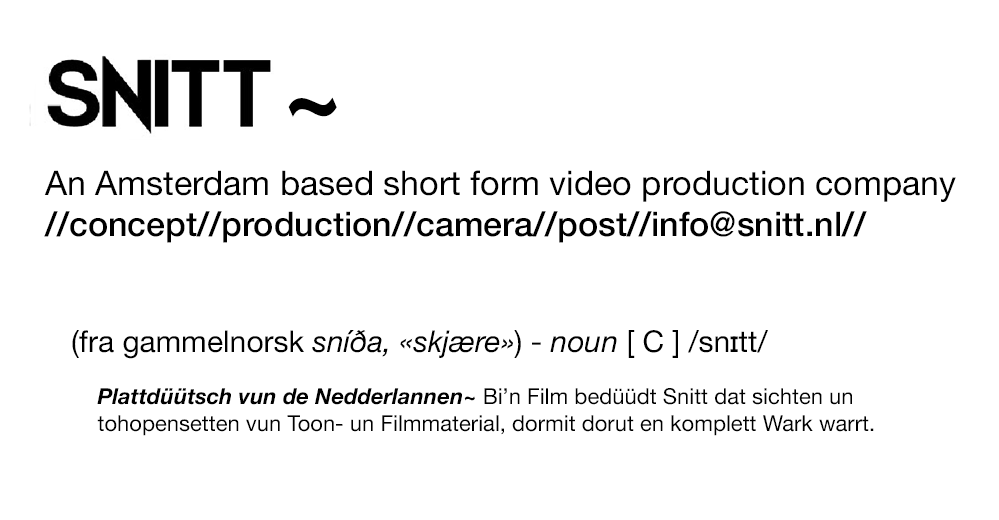 SNITT ~
An Amsterdam based short form video production company
//concept//production//camera//post//info@snitt.nl//
(fra gammelnorsk sníða, «skjære») - noun [ C ] /snɪtt/
Plattdüütsch vun de Nedderlannen~ Bi’n Film bedüüdt Snitt dat sichten un
tohopensetten vun Toon- un Filmmaterial, dormit dorut en komplett Wark warrt.